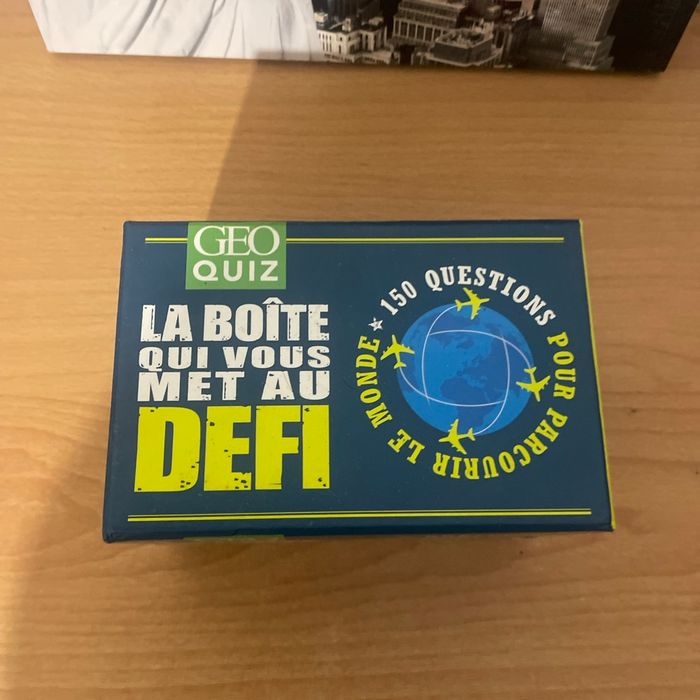 GEO
QUIZ
LA BOÎTE
QUI VOUS
MET AU
DEFI
150 QUESTIONS POUR PARCOURIR LE MONDE